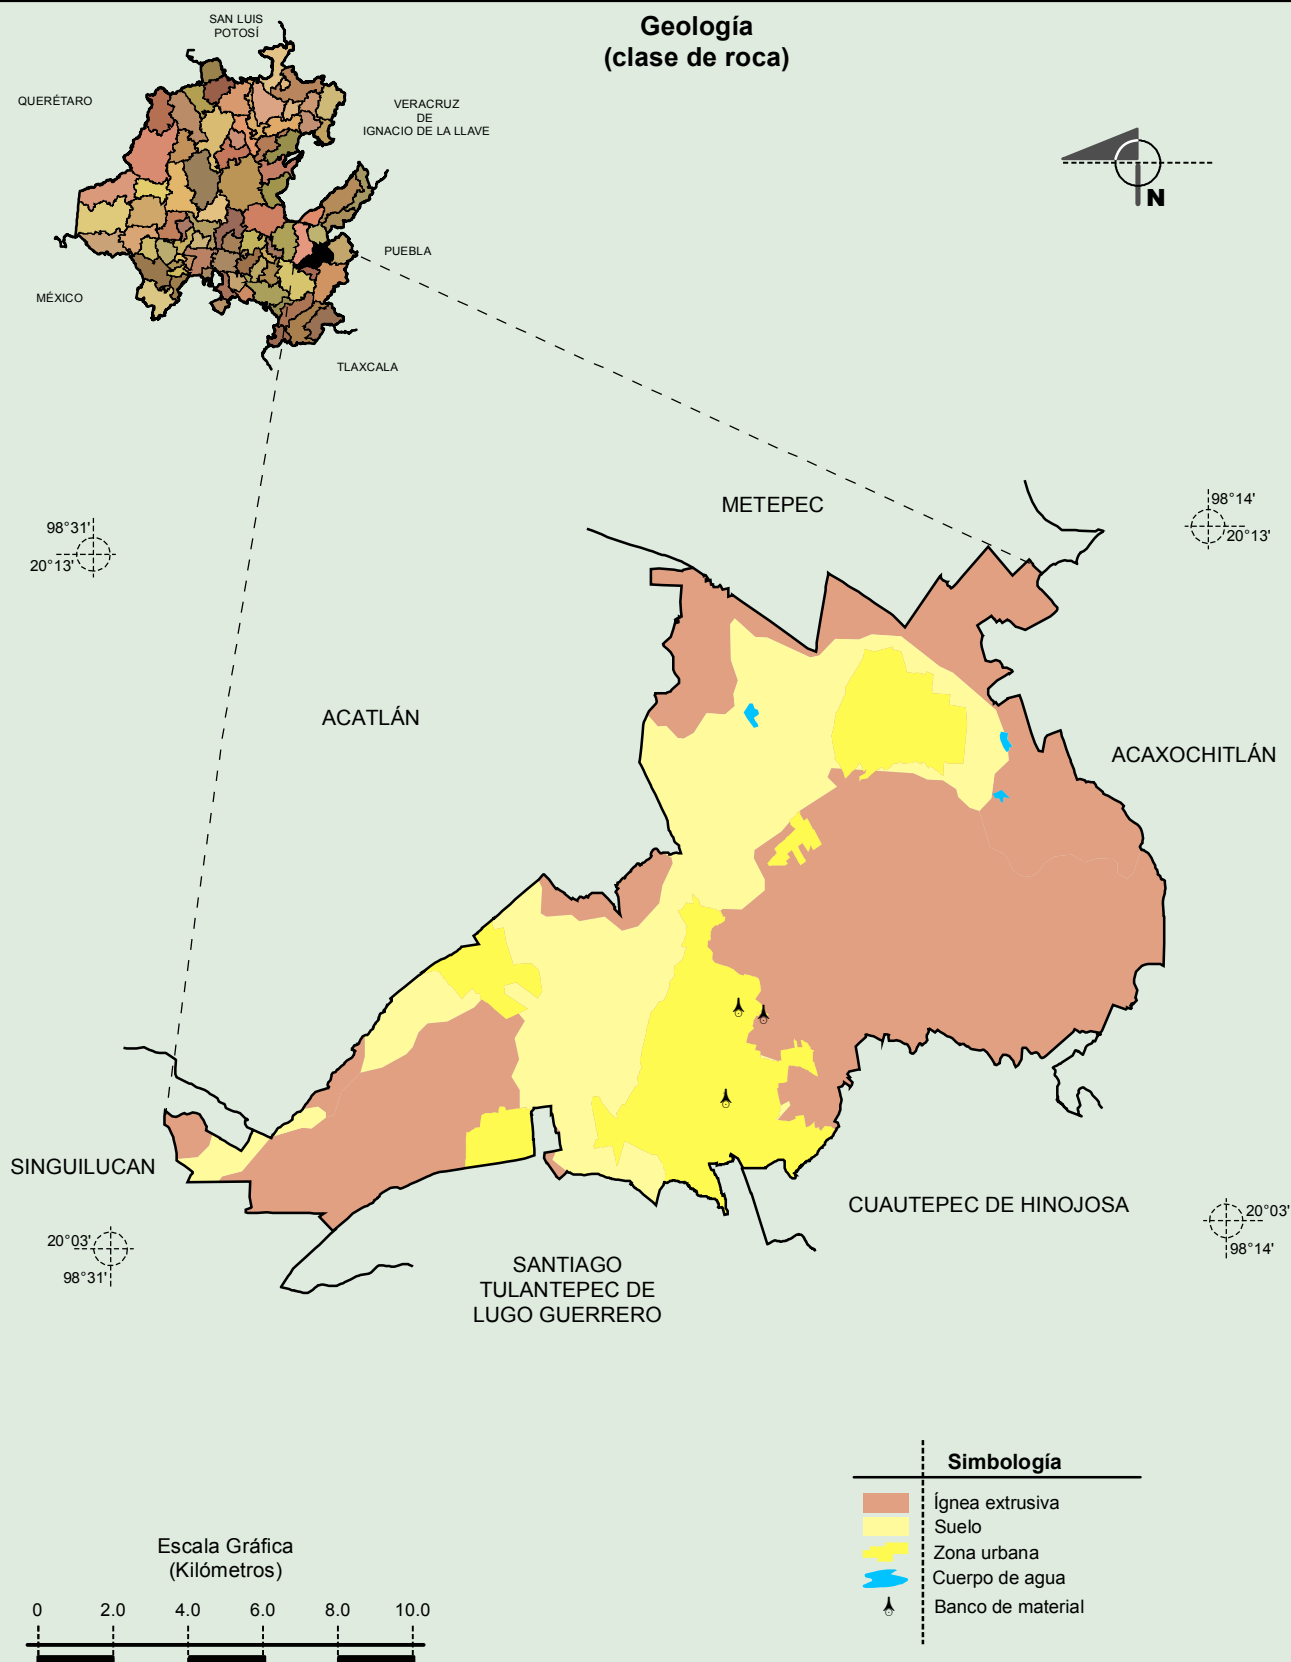 Geología
(clase de roca)
SAN LUIS
POTOSÍ
QUERÉTARO
VERACRUZ
DE
IGNACIO DE LA LLAVE
N
PUEBLA
MÉXICO
TLAXCALA
METEPEC
98°31'
20°13'
98°14'
20°13'
ACATLÁN
ACAXOCHITLÁN
SINGUILUCAN
CUAUTEPEC DE HINOJOSA
20°03'
98°31'
20°03'
98°14'
SANTIAGO
TULANTEPEC DE
LUGO GUERRERO
Simbología
Ígnea extrusiva
Suelo
Zona urbana
Cuerpo de agua
Banco de material
Escala Gráfica
(Kilómetros)
0 2.0 4.0 6.0 8.0 10.0